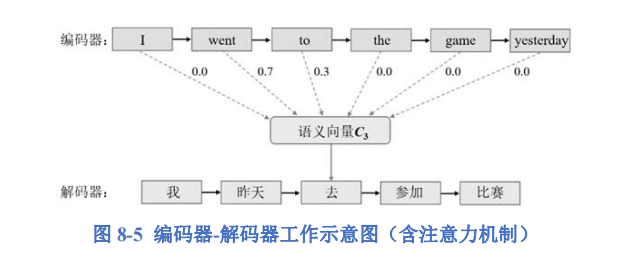 编码器： I went to the game yesterday
0.0 0.7 0.3 0.0 0.0 0.0
语义向量C₃
解码器： 我 昨天 去 参加 比赛
图 8-5 编码器-解码器工作示意图（含注意力机制）